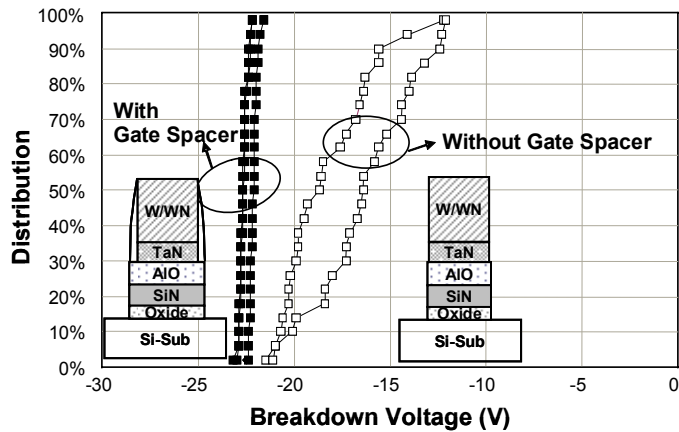 100%
90%
80%
70%
60%
50%
40%
30%
20%
10%
0%
Distribution
With
Gate Spacer
Without Gate Spacer
W/WN
TaN
AlO
SiN
Oxide
Si-Sub
W/WN
TaN
AlO
SiN
Oxide
Si-Sub
-30 -25 -20 -15 -10 -5 0
Breakdown Voltage (V)